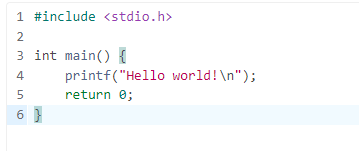 1 #include <stdio.h>
2
3 int main() {
4     printf("Hello world!\n");
5     return 0;
6 }